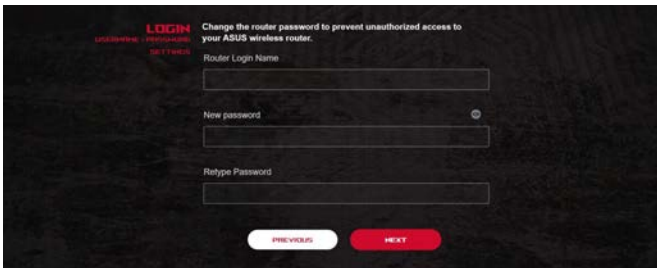 LOGIN
USERNAME / PASSWORD
SETTINGS
Change the router password to prevent unauthorized access to
your ASUS wireless router.
Router Login Name
New password
Retype Password
PREVIOUS
NEXT